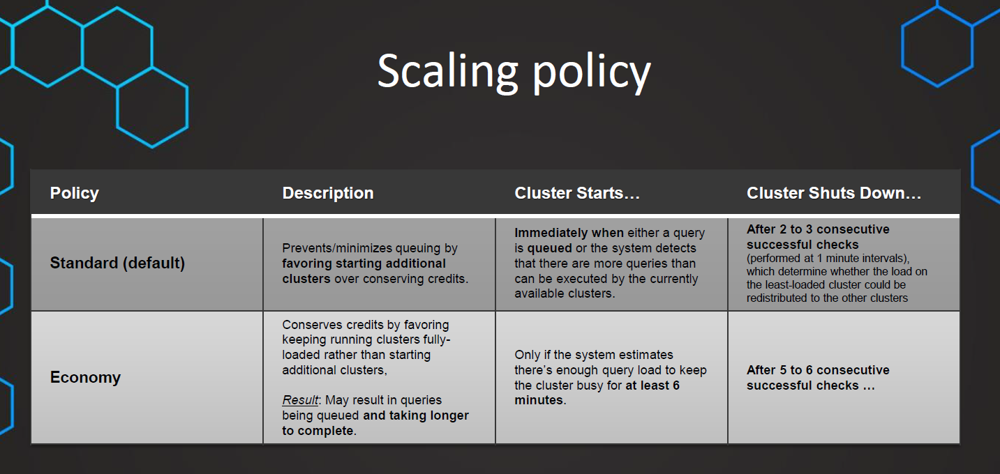 Scaling policy
Policy
Description
Cluster Starts…
Cluster Shuts Down…
Standard (default)
Prevents/minimizes queuing by
favoring starting additional
clusters over conserving credits.
Immediately when either a query
is queued or the system detects
that there are more queries than
can be executed by the currently
available clusters.
After 2 to 3 consecutive
successful checks
(performed at 1 minute intervals),
which determine whether the load on
the least-loaded cluster could be
redistributed to the other clusters
Economy
Conserves credits by favoring
keeping running clusters fully-
loaded rather than starting
additional clusters,
Result: May result in queries
being queued and taking longer
to complete.
Only if the system estimates
there’s enough query load to keep
the cluster busy for at least 6
minutes.
After 5 to 6 consecutive
successful checks …